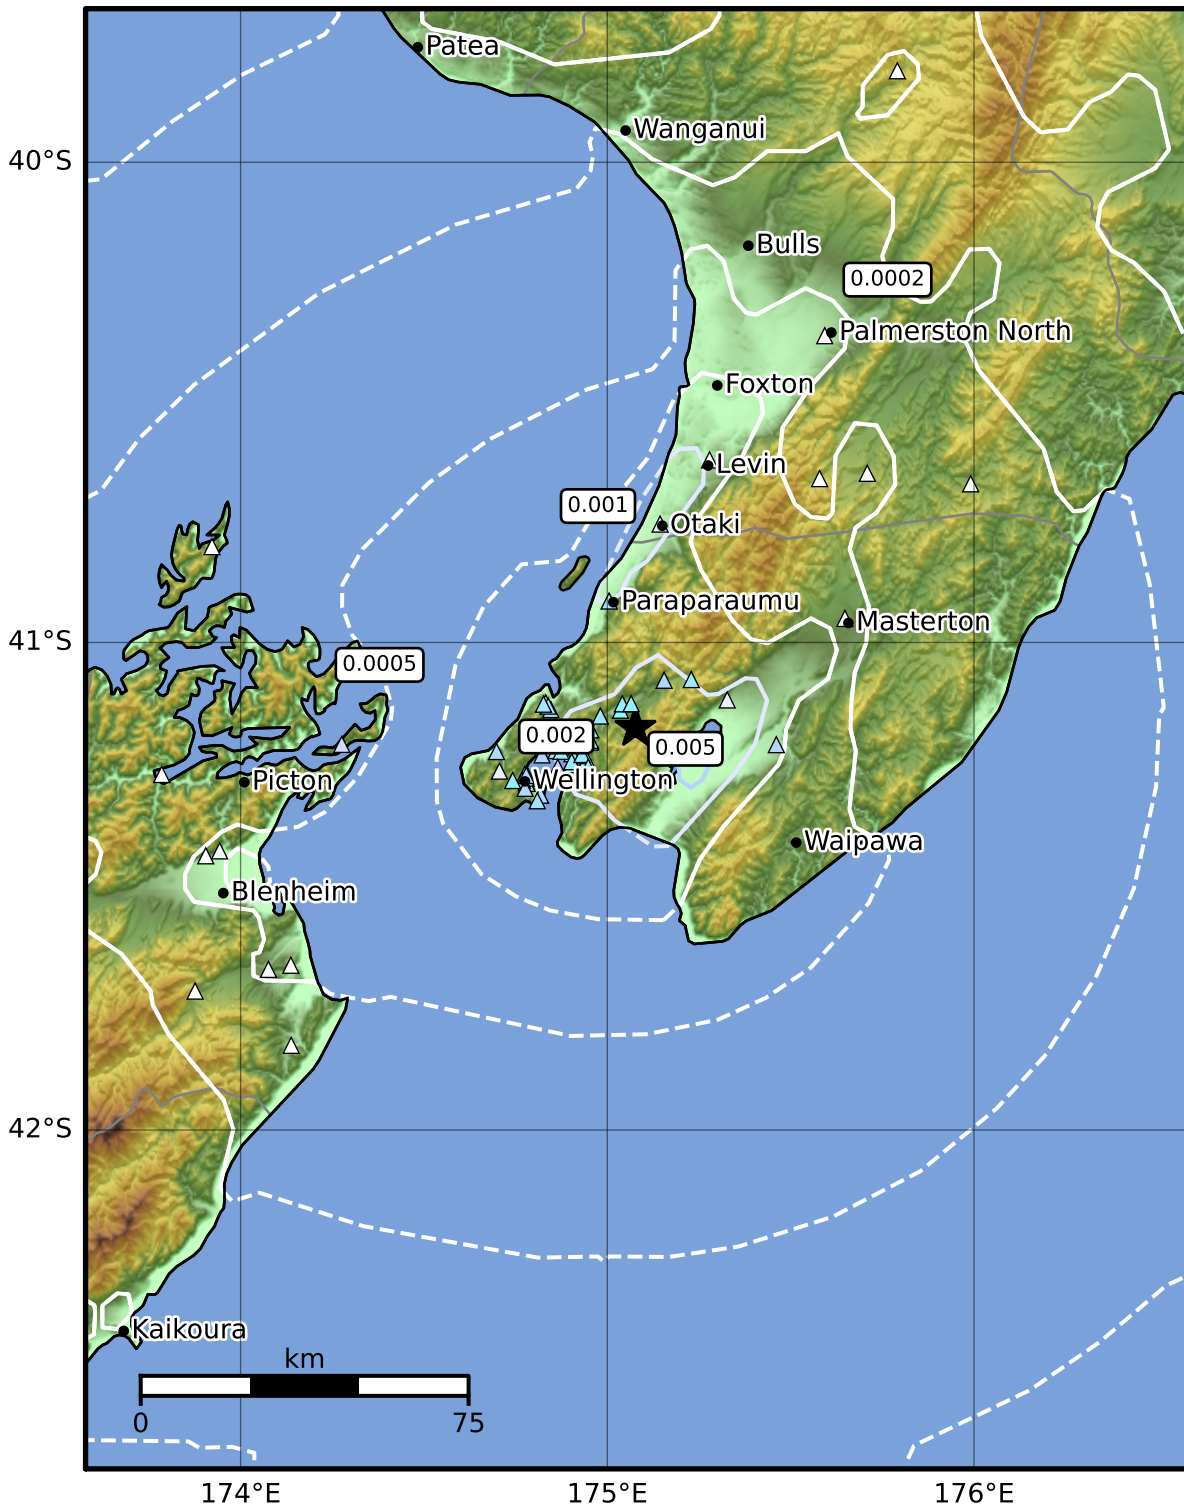 Patea
Wanganui
40°S
Bulls
0.0002
Palmerston North
Foxton
Levin
0.001
Otaki
Paraparaumu
Masterton
41°S
0.0005
0.002
0.005
Picton
Wellington
Waipawa
Blenheim
42°S
Kaikoura
km
0
75
174°E
175°E
176°E